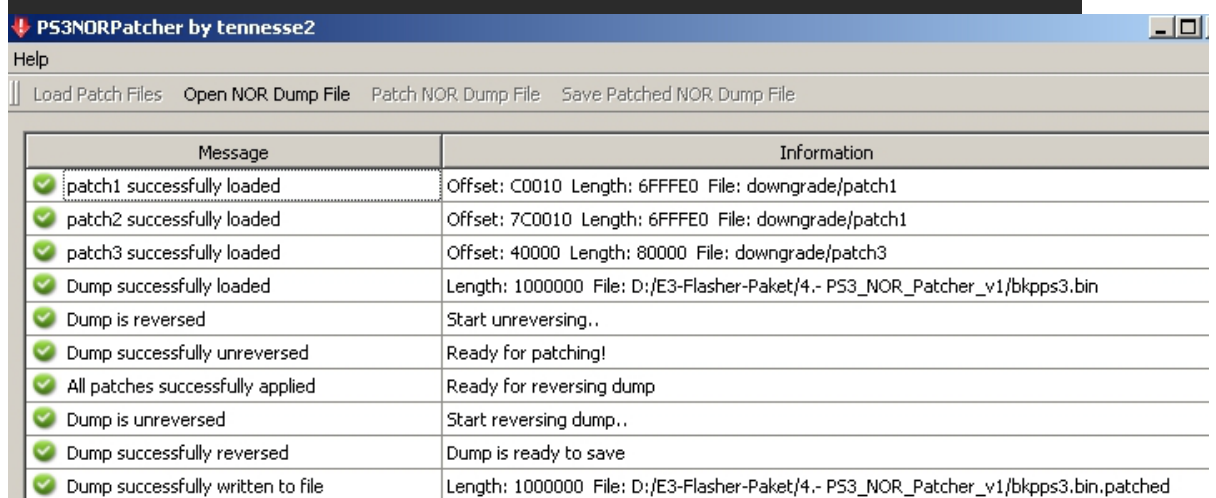 PS3NORPatcher by tennesse2
Help
Load Patch Files Open NOR Dump File Patch NOR Dump File Save Patched NOR Dump File
Message Information
patch1 successfully loaded Offset: C0010 Length: 6FFFE0 File: downgrade/patch1
patch2 successfully loaded Offset: 7C0010 Length: 6FFFE0 File: downgrade/patch1
patch3 successfully loaded Offset: 40000 Length: 80000 File: downgrade/patch3
Dump successfully loaded Length: 1000000 File: D:/E3-Flasher-Paket/4.- PS3_NOR_Patcher_v1/bkpps3.bin
Dump is reversed Start unreversing..
Dump successfully unreversed Ready for patching!
All patches successfully applied Ready for reversing dump
Dump is unreversed Start reversing dump..
Dump successfully reversed Dump is ready to save
Dump successfully written to file Length: 1000000 File: D:/E3-Flasher-Paket/4.- PS3_NOR_Patcher_v1/bkpps3.bin.patched